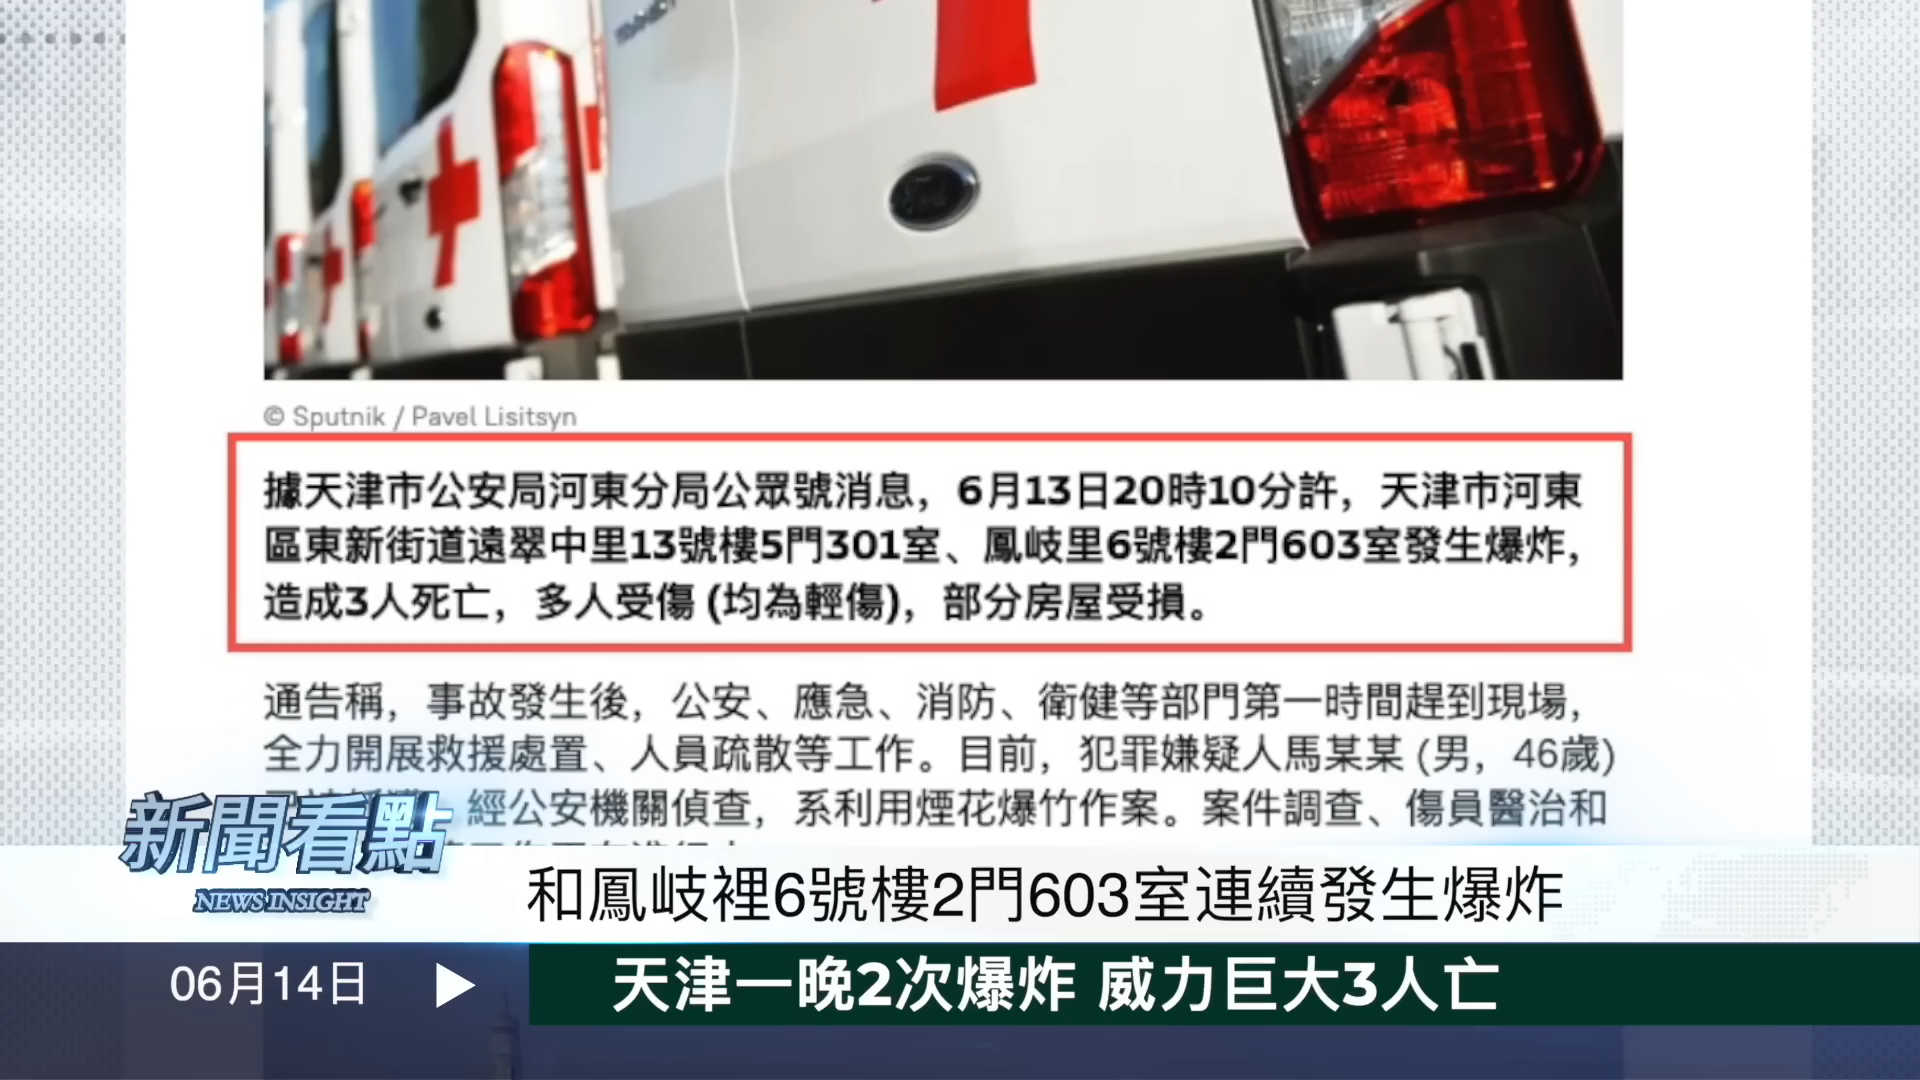 © Sputnik / Pavel Lisitsyn
據天津市公安局河東分局公眾號消息，6月13日20時10分許，天津市河東
區東新街道遠翠中里13號樓5門301室、鳳岐里6號樓2門603室發生爆炸，
造成3人死亡，多人受傷 (均為輕傷)，部分房屋受損。
通告稱，事故發生後，公安、應急、消防、衛健等部門第一時間趕到現場，
全力開展救援處置、人員疏散等工作。目前，犯罪嫌疑人馬某某 (男，46歲)
經公安機關偵查，系利用煙花爆竹作案。案件調查、傷員醫治和
新聞看點
NEWS INSIGHT
和鳳岐裡6號樓2門603室連續發生爆炸
06月14日
天津一晚2次爆炸 威力巨大3人亡